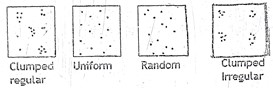 Clumped
regular
Uniform
Random
Clumped
Irregular